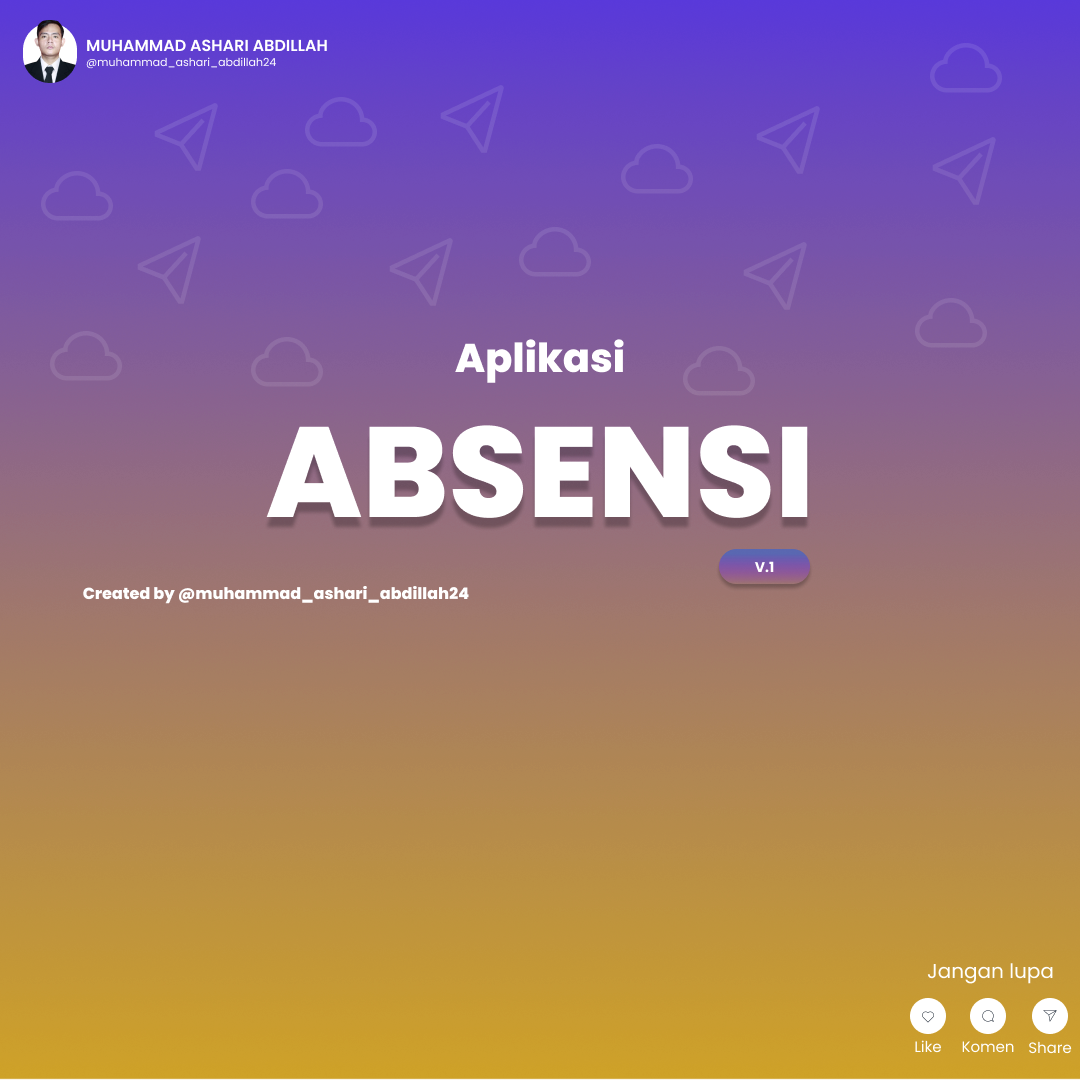 MUHAMMAD ASHARI ABDILLAH
@muhammad_ashari_abdillah24
Aplikasi
ABSENSI
V.1
Created by @muhammad_ashari_abdillah24
Jangan lupa
Like Komen Share